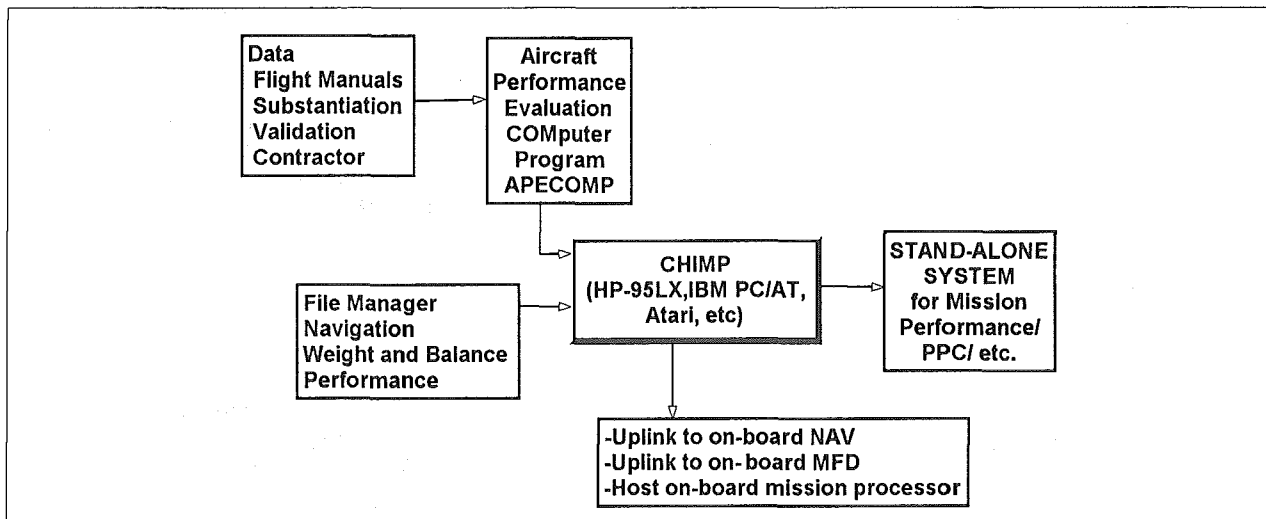 Data
Flight Manuals
Substantiation
Validation
Contractor
Aircraft
Performance
Evaluation
COMputer
Program
APECOMP
CHIMP
(HP-95LX,IBM PC/AT,
Atari, etc)
STAND-ALONE
SYSTEM
for Mission
Performance/
PPC/ etc.
File Manager
Navigation
Weight and Balance
Performance
-Uplink to on-board NAV
-Uplink to on-board MFD
-Host on-board mission processor